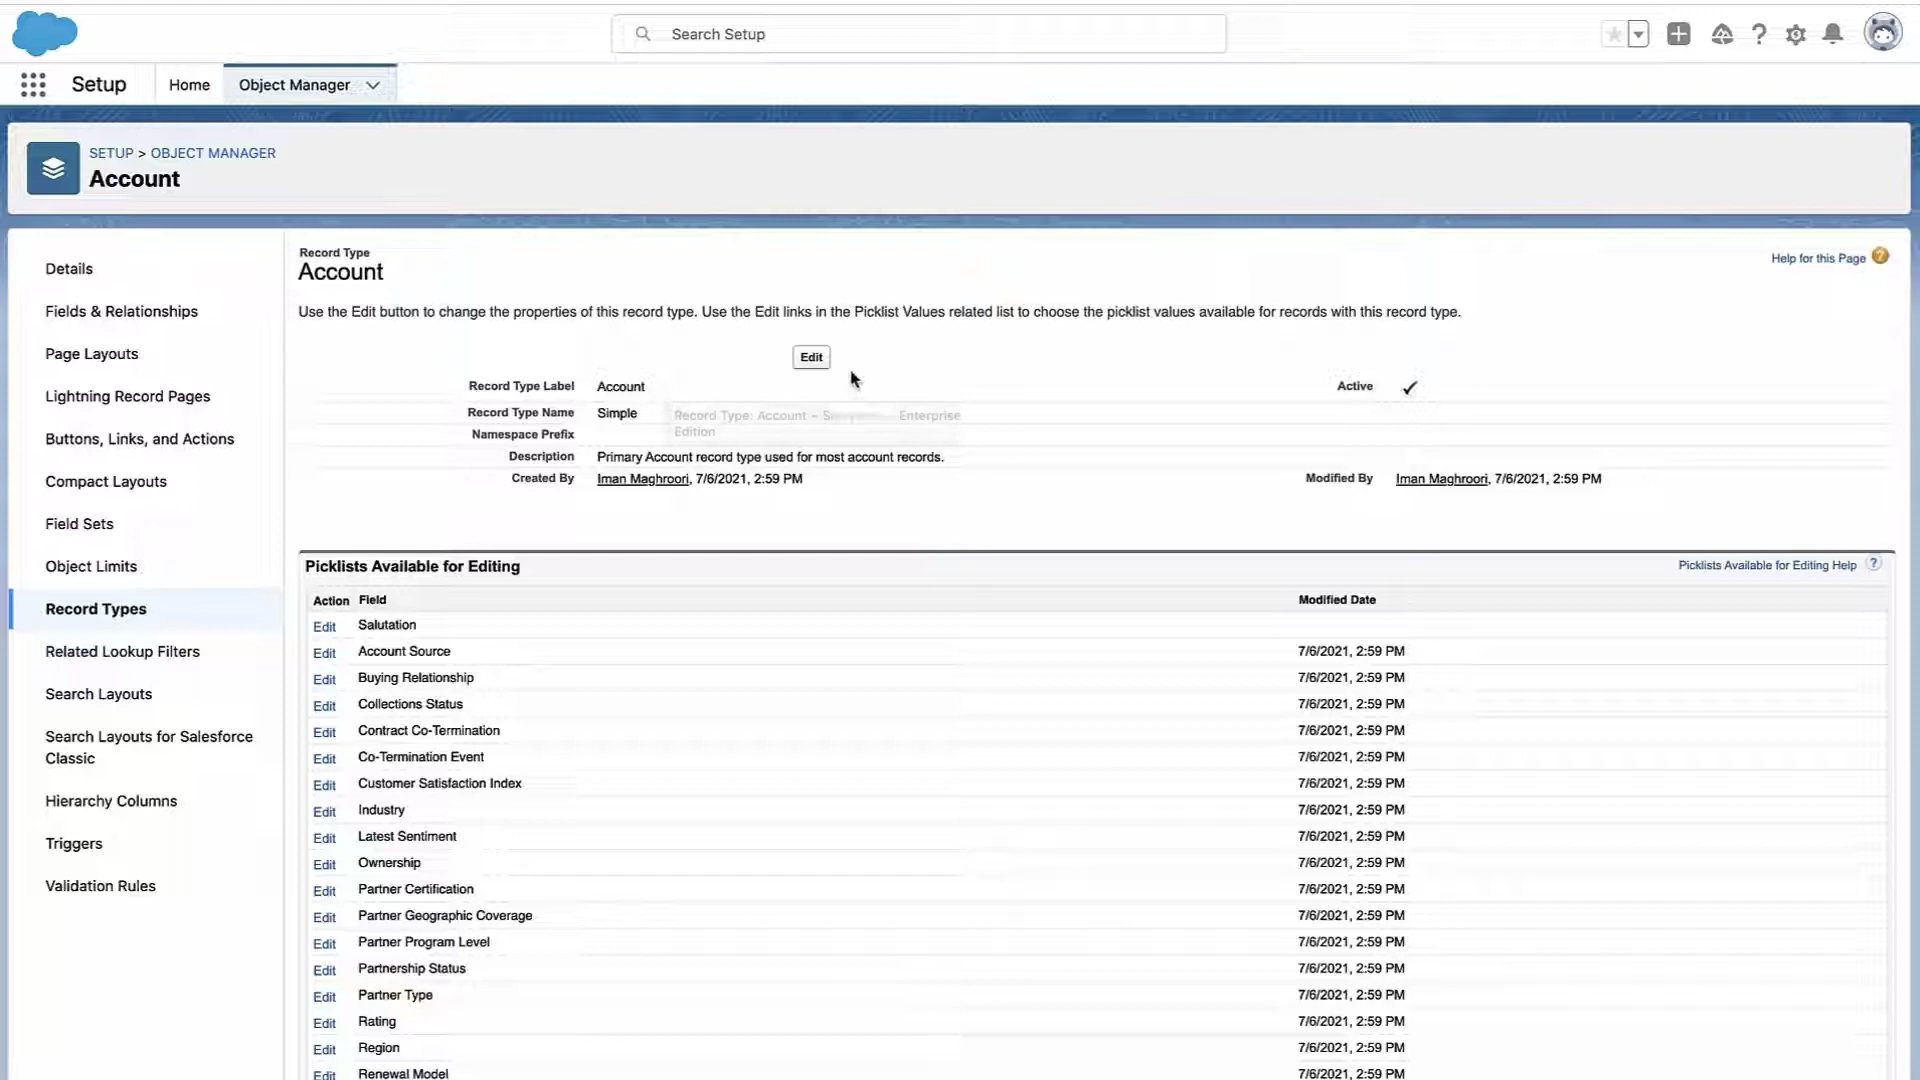 Search Setup
Setup
Home
Object Manager
SETUP > OBJECT MANAGER
Account
Details
Fields & Relationships
Page Layouts
Lightning Record Pages
Buttons, Links, and Actions
Compact Layouts
Field Sets
Object Limits
Record Types
Related Lookup Filters
Search Layouts
Search Layouts for Salesforce
Classic
Hierarchy Columns
Triggers
Validation Rules
Record Type
Account
Help for this Page ?
Use the Edit button to change the properties of this record type. Use the Edit links in the Picklist Values related list to choose the picklist values available for records with this record type.
Edit
Record Type Label Account
Active
Record Type Name Simple
Record Type: Account - Enterprise
Edition
Namespace Prefix
Description Primary Account record type used for most account records.
Created By Iman Maghroori, 7/6/2021, 2:59 PM
Modified By Iman Maghroori, 7/6/2021, 2:59 PM
Picklists Available for Editing
Picklists Available for Editing Help ?
Action Field Modified Date
Edit Salutation
Edit Account Source 7/6/2021, 2:59 PM
Edit Buying Relationship 7/6/2021, 2:59 PM
Edit Collections Status 7/6/2021, 2:59 PM
Edit Contract Co-Termination 7/6/2021, 2:59 PM
Edit Co-Termination Event 7/6/2021, 2:59 PM
Edit Customer Satisfaction Index 7/6/2021, 2:59 PM
Edit Industry 7/6/2021, 2:59 PM
Edit Latest Sentiment 7/6/2021, 2:59 PM
Edit Ownership 7/6/2021, 2:59 PM
Edit Partner Certification 7/6/2021, 2:59 PM
Edit Partner Geographic Coverage 7/6/2021, 2:59 PM
Edit Partner Program Level 7/6/2021, 2:59 PM
Edit Partnership Status 7/6/2021, 2:59 PM
Edit Partner Type 7/6/2021, 2:59 PM
Edit Rating 7/6/2021, 2:59 PM
Edit Region 7/6/2021, 2:59 PM
Edit Renewal Model 7/6/2021, 2:59 PM